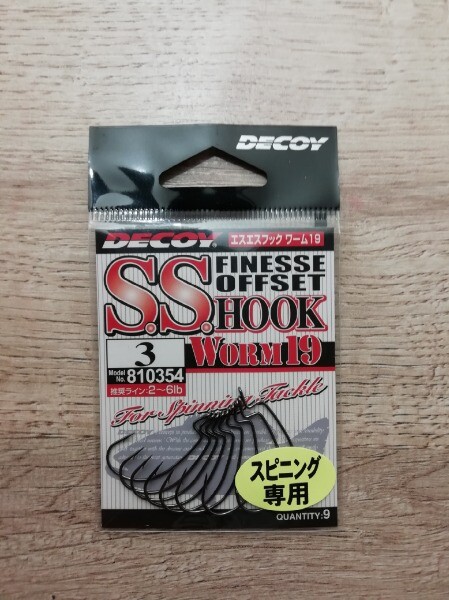 DECOY
DECOY エスエスフック ワーム19
S.S. FINESSE
OFFSET
HOOK
WORM19
3
Model No. 810354
推奨ライン:2〜6lb
For Spinning Tackle
スピニング
専用
QUANTITY:9